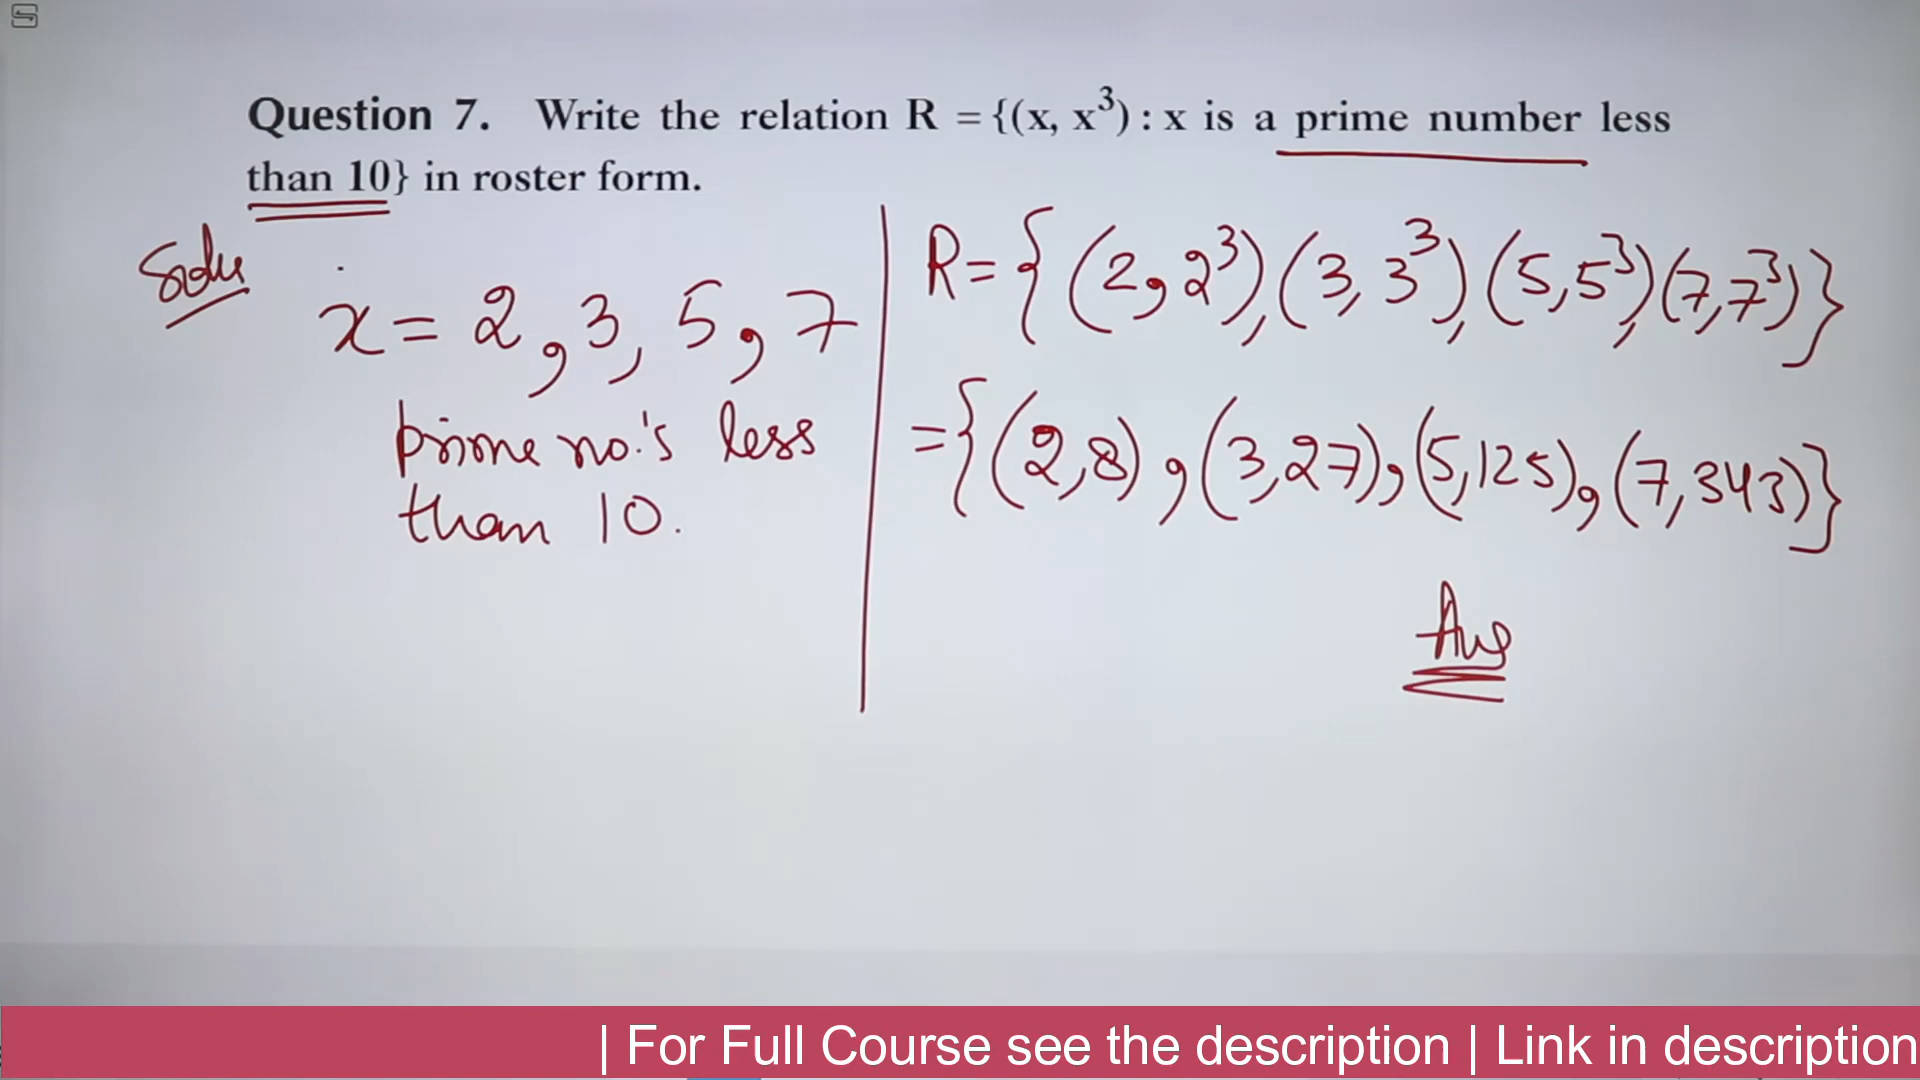 Question 7. Write the relation R = {(x, x³) : x is a prime number less
than 10} in roster form.
Soln
x = 2, 3, 5, 7
prime no.'s less
than 10.
R = { (2, 2³), (3, 3³), (5, 5³), (7, 7³) }
= { (2, 8), (3, 27), (5, 125), (7, 343) }
Ans
| For Full Course see the description | Link in description